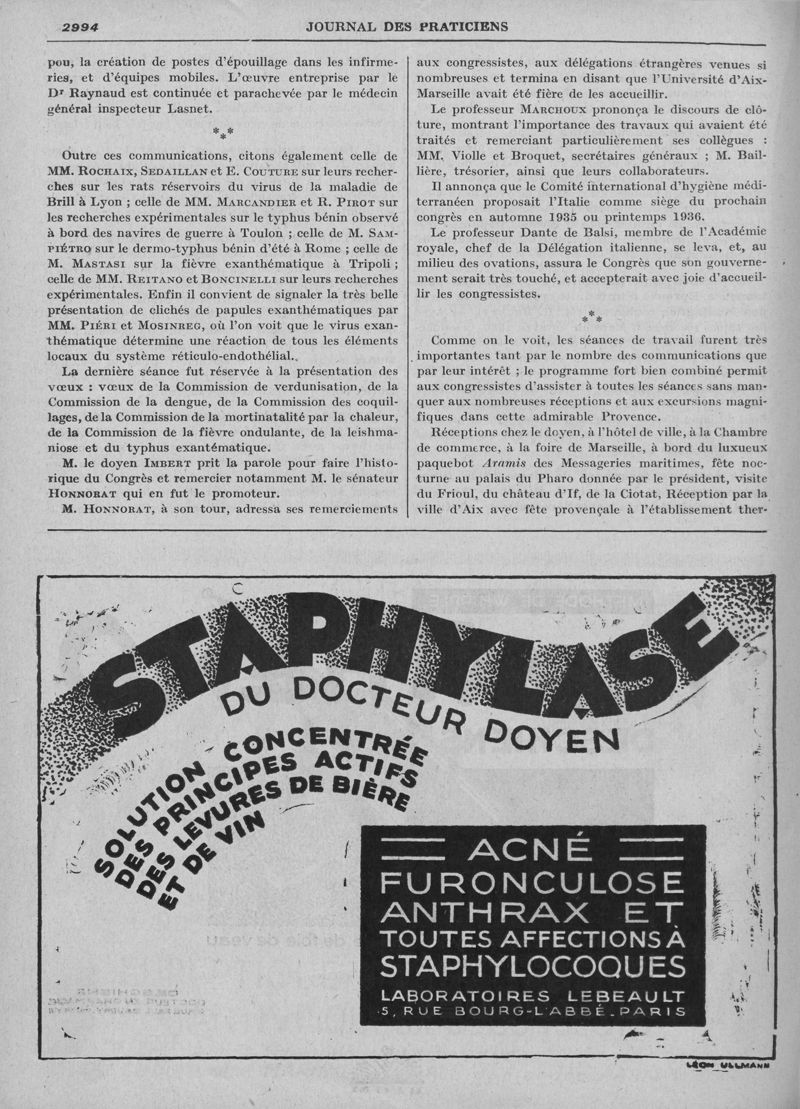 2994
JOURNAL DES PRATICIENS
pou, la création de postes d'épouillage dans les infirme-
ries, et d'équipes mobiles. L'œuvre entreprise par le
Dr Raynaud est continuée et parachevée par le médecin
général inspecteur Lasnet.
* * *
Outre ces communications, citons également celle de
MM. ROCHAIX, SEDAILLAN et E. COUTURE sur leurs recher-
ches sur les rats réservoirs du virus de la maladie de
Brill à Lyon ; celle de MM. MARCANDIER et R. PIROT sur
les recherches expérimentales sur le typhus bénin observé
à bord des navires de guerre à Toulon ; celle de M. SAM-
PIÉTRO sur le dermo-typhus bénin d'été à Rome ; celle de
M. MASTASI sur la fièvre exanthématique à Tripoli ;
celle de MM. REITANO et BONCINELLI sur leurs recherches
expérimentales. Enfin il convient de signaler la très belle
présentation de clichés de papules exanthématiques par
MM. PIÉRI et MOSINREG, où l'on voit que le virus exan-
thématique détermine une réaction de tous les éléments
locaux du système réticulo-endothélial.
La dernière séance fut réservée à la présentation des
vœux : vœux de la Commission de verdunisation, de la
Commission de la dengue, de la Commission des coquil-
lages, de la Commission de la mortinatalité par la chaleur,
de la Commission de la fièvre ondulante, de la leishma-
niose et du typhus exantématique.
M. le doyen IMBERT prit la parole pour faire l'histo-
rique du Congrès et remercier notamment M. le sénateur
HONNORAT qui en fut le promoteur.
M. HONNORAT, à son tour, adressa ses remerciements
aux congressistes, aux délégations étrangères venues si
nombreuses et termina en disant que l'Université d'Aix-
Marseille avait été fière de les accueillir.
Le professeur MARCHOUX prononça le discours de clô-
ture, montrant l'importance des travaux qui avaient été
traités et remerciant particulièrement ses collègues :
MM. Violle et Broquet, secrétaires généraux ; M. Bail-
lière, trésorier, ainsi que leurs collaborateurs.
Il annonça que le Comité international d'hygiène médi-
terranéen proposait l'Italie comme siège du prochain
congrès en automne 1935 ou printemps 1936.
Le professeur Dante de Balsi, membre de l'Académie
royale, chef de la Délégation italienne, se leva, et, au
milieu des ovations, assura le Congrès que son gouverne-
ment serait très touché, et accepterait avec joie d'accueil-
lir les congressistes.
* * *
Comme on le voit, les séances de travail furent très
importantes tant par le nombre des communications que
par leur intérêt ; le programme fort bien combiné permit
aux congressistes d'assister à toutes les séances sans man-
quer aux nombreuses réceptions et aux excursions magni-
fiques dans cette admirable Provence.
Réceptions chez le doyen, à l'hôtel de ville, à la Chambre
de commerce, à la foire de Marseille, à bord du luxueux
paquebot Aramis des Messageries maritimes, fête noc-
turne au palais du Pharo donnée par le président, visite
du Frioul, du château d'If, de la Ciotat, Réception par la
ville d'Aix avec fête provençale à l'établissement ther-
STAPHYLASE
DU DOCTEUR DOYEN
SOLUTION CONCENTRÉE
DES PRINCIPES ACTIFS
DES LEVURES DE BIÈRE
ET DE VIN
ACNÉ
FURONCULOSE
ANTHRAX ET
TOUTES AFFECTIONS À
STAPHYLOCOQUES
LABORATOIRES LEBEAULT
5, RUE BOURG-L'ABBÉ_PARIS
LÉON ULLMANN